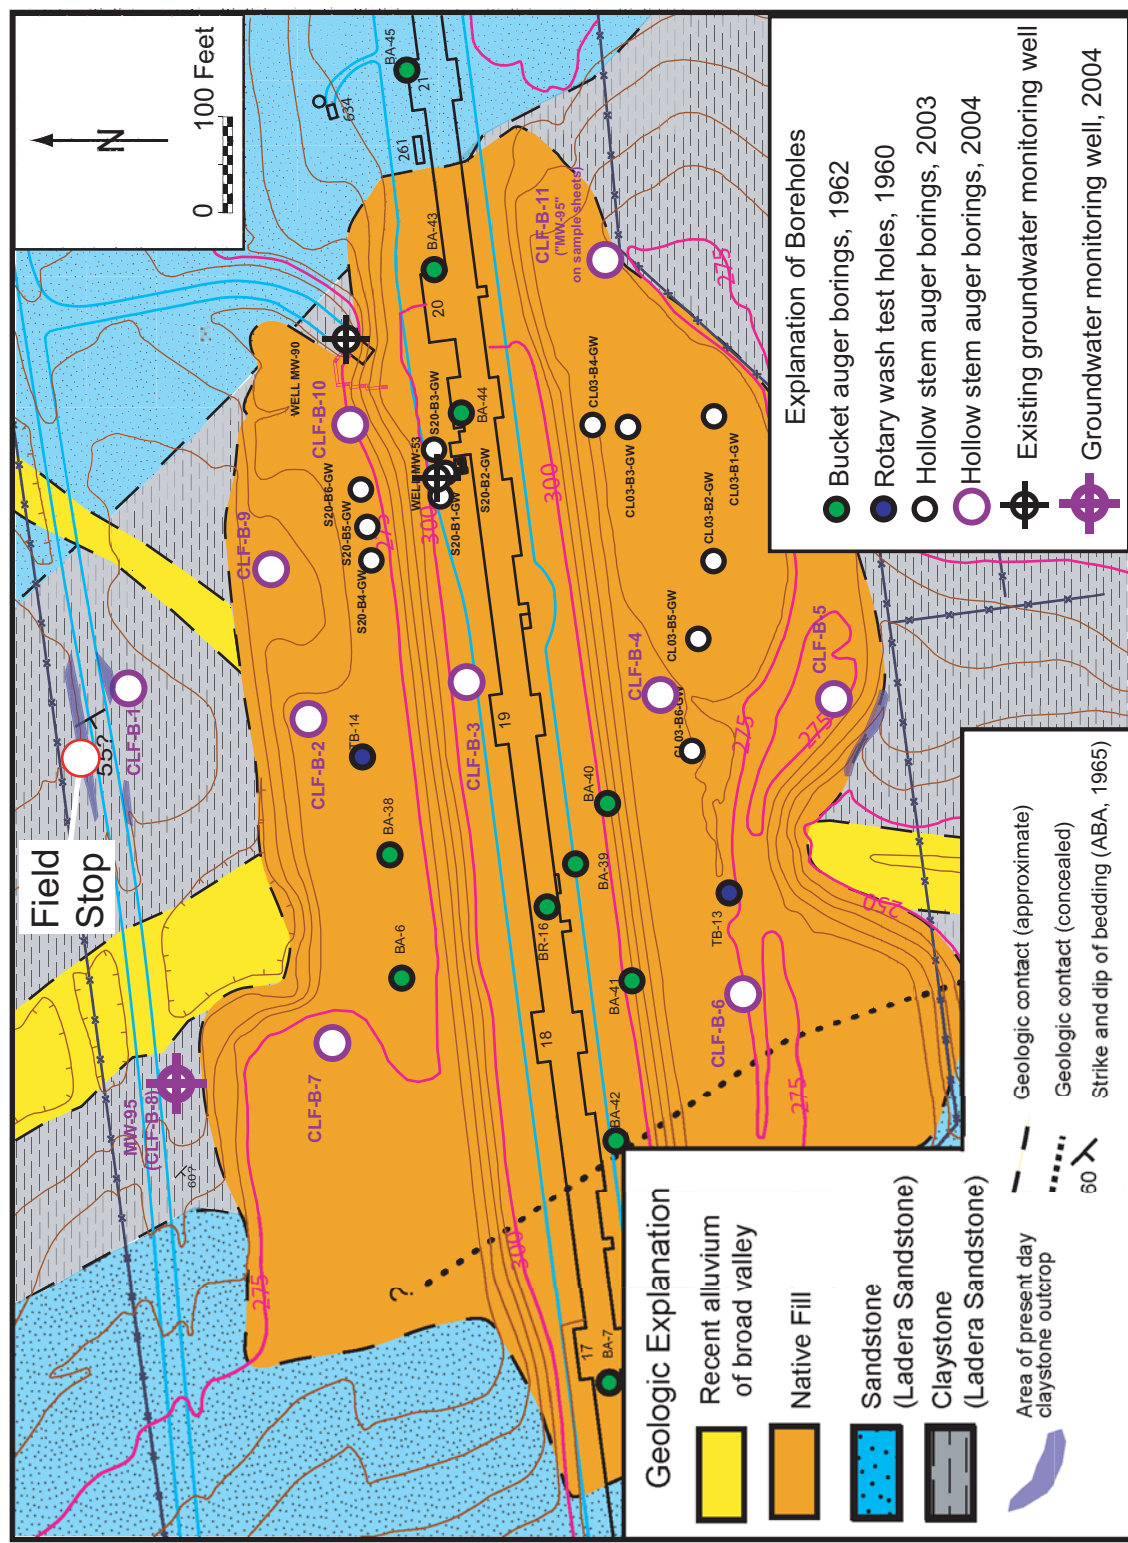 N
0
100 Feet
BA-45
21
634
261
BA-43
20
CLF-B-11
("MW-95"
on sample sheets)
275
WELL MW-90
CLF-B-10
S20-B3-GW
BA-44
WELL MW-53
S20-B2-GW
S20-B1-GW
S20-B6-GW
S20-B5-GW
S20-B4-GW
275
300
300
CL03-B4-GW
CL03-B3-GW
CL03-B1-GW
CL03-B2-GW
CL03-B5-GW
CL03-B6-GW
CLF-B-9
CLF-B-1
55?
Field
Stop
CLF-B-2
TB-14
CLF-B-3
19
CLF-B-4
CLF-B-5
275
275
BA-38
BA-40
BA-39
BR-16
BA-6
BA-41
TB-13
CLF-B-6
250
275
MW-95
(CLF-B-8)
60?
CLF-B-7
18
BA-42
275
?
300
17
BA-7
Explanation of Boreholes
Bucket auger borings, 1962
Rotary wash test holes, 1960
Hollow stem auger borings, 2003
Hollow stem auger borings, 2004
Existing groundwater monitoring well
Groundwater monitoring well, 2004
Geologic Explanation
Recent alluvium
of broad valley
Native Fill
Sandstone
(Ladera Sandstone)
Claystone
(Ladera Sandstone)
Area of present day
claystone outcrop
Geologic contact (approximate)
Geologic contact (concealed)
60
Strike and dip of bedding (ABA, 1965)